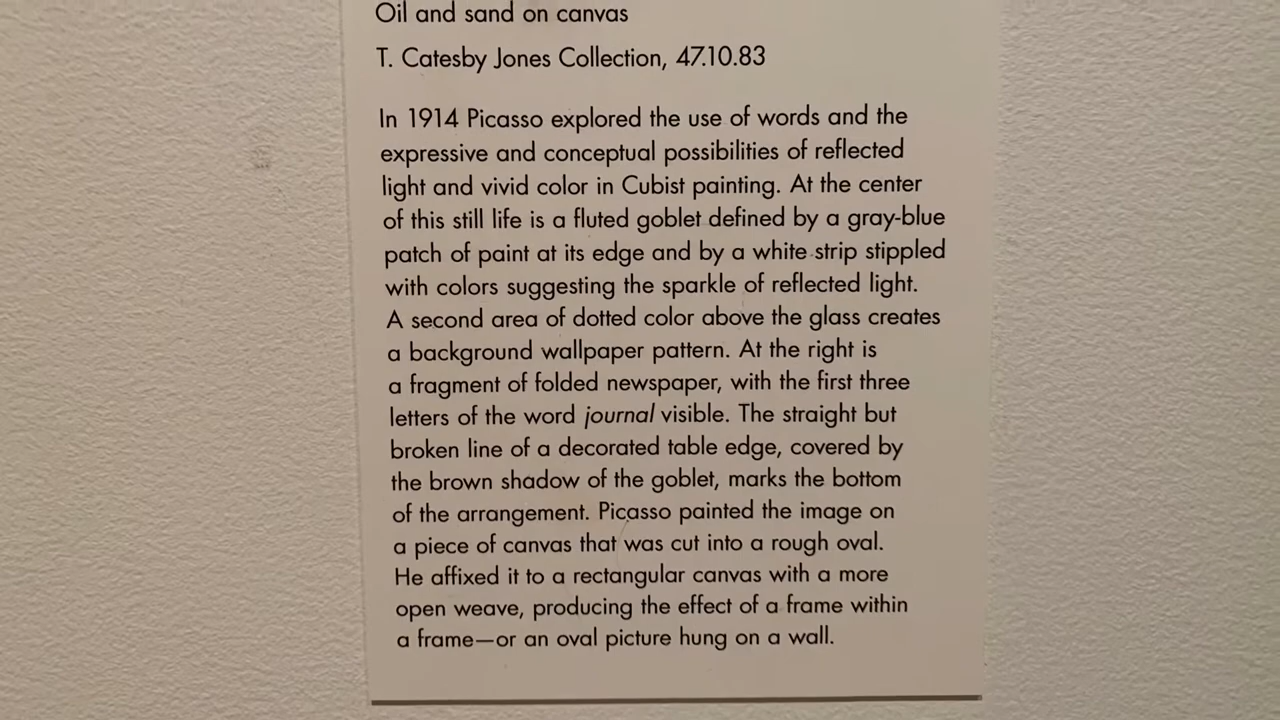 Oil and sand on canvas
T. Catesby Jones Collection, 47.10.83
In 1914 Picasso explored the use of words and the
expressive and conceptual possibilities of reflected
light and vivid color in Cubist painting. At the center
of this still life is a fluted goblet defined by a gray-blue
patch of paint at its edge and by a white strip stippled
with colors suggesting the sparkle of reflected light.
A second area of dotted color above the glass creates
a background wallpaper pattern. At the right is
a fragment of folded newspaper, with the first three
letters of the word journal visible. The straight but
broken line of a decorated table edge, covered by
the brown shadow of the goblet, marks the bottom
of the arrangement. Picasso painted the image on
a piece of canvas that was cut into a rough oval.
He affixed it to a rectangular canvas with a more
open weave, producing the effect of a frame within
a frame—or an oval picture hung on a wall.